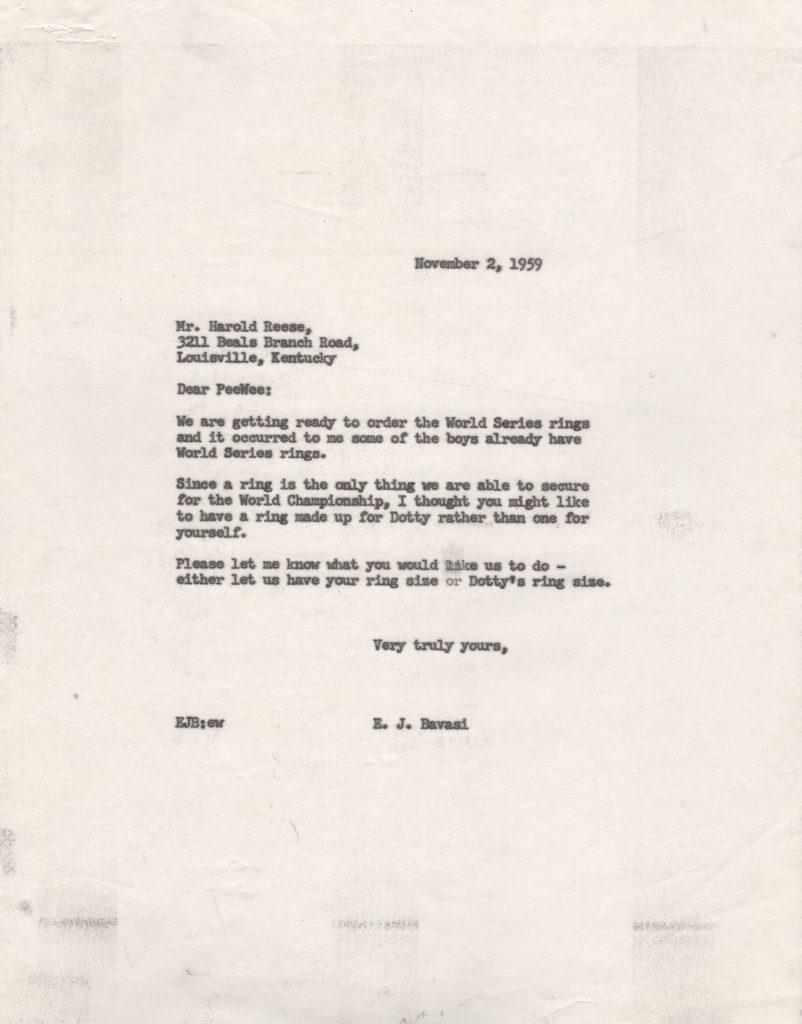 November 2, 1959
Mr. Harold Reese,
3211 Beals Branch Road,
Louisville, Kentucky
Dear PeeWee:
We are getting ready to order the World Series rings
and it occurred to me some of the boys already have
World Series rings.
Since a ring is the only thing we are able to secure
for the World Championship, I thought you might like
to have a ring made up for Dotty rather than one for
yourself.
Please let me know what you would like us to do -
either let us have your ring size or Dotty's ring size.
Very truly yours,
EJB:ew E. J. Bavasi